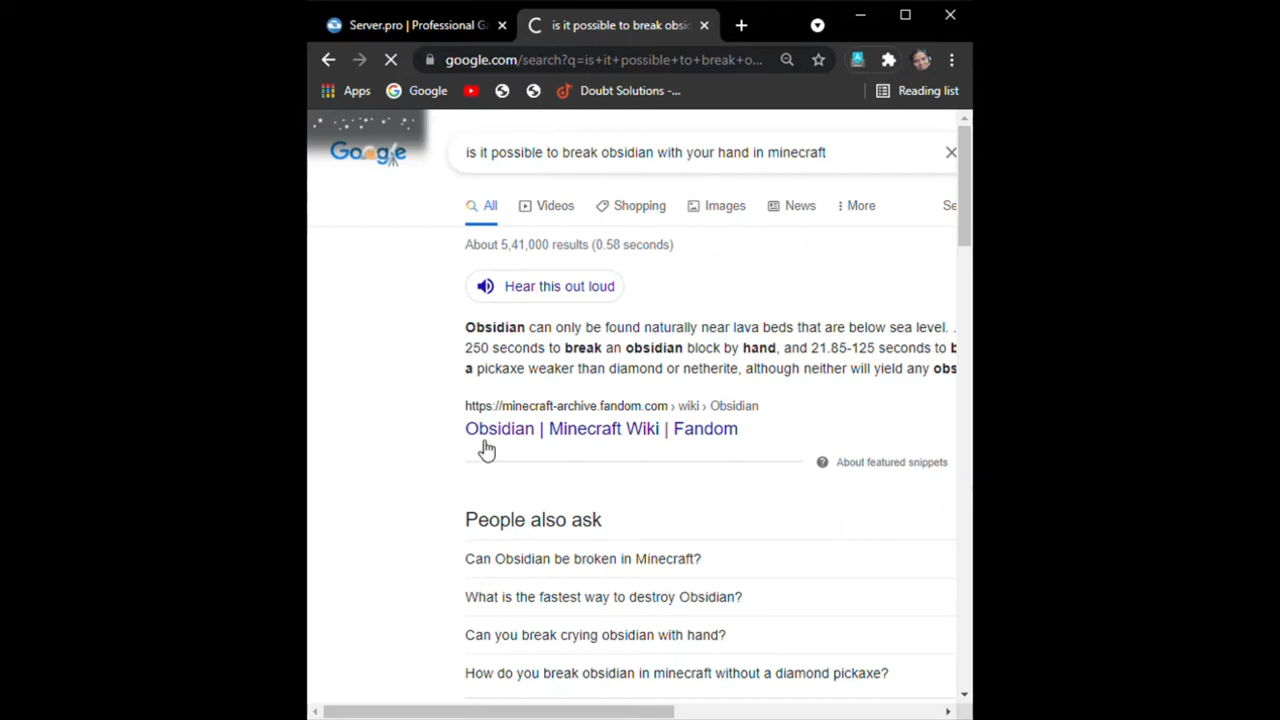 Server.pro | Professional Ga
is it possible to break obsi
google.com/search?q=is+it+possible+to+break+o...
Apps
Google
Doubt Solutions -...
Reading list
Google
is it possible to break obsidian with your hand in minecraft
All
Videos
Shopping
Images
News
More
Se
About 5,41,000 results (0.58 seconds)
Hear this out loud
Obsidian can only be found naturally near lava beds that are below sea level. .
250 seconds to break an obsidian block by hand, and 21.85-125 seconds to b
a pickaxe weaker than diamond or netherite, although neither will yield any obs
https://minecraft-archive.fandom.com › wiki › Obsidian
Obsidian | Minecraft Wiki | Fandom
About featured snippets
People also ask
Can Obsidian be broken in Minecraft?
What is the fastest way to destroy Obsidian?
Can you break crying obsidian with hand?
How do you break obsidian in minecraft without a diamond pickaxe?